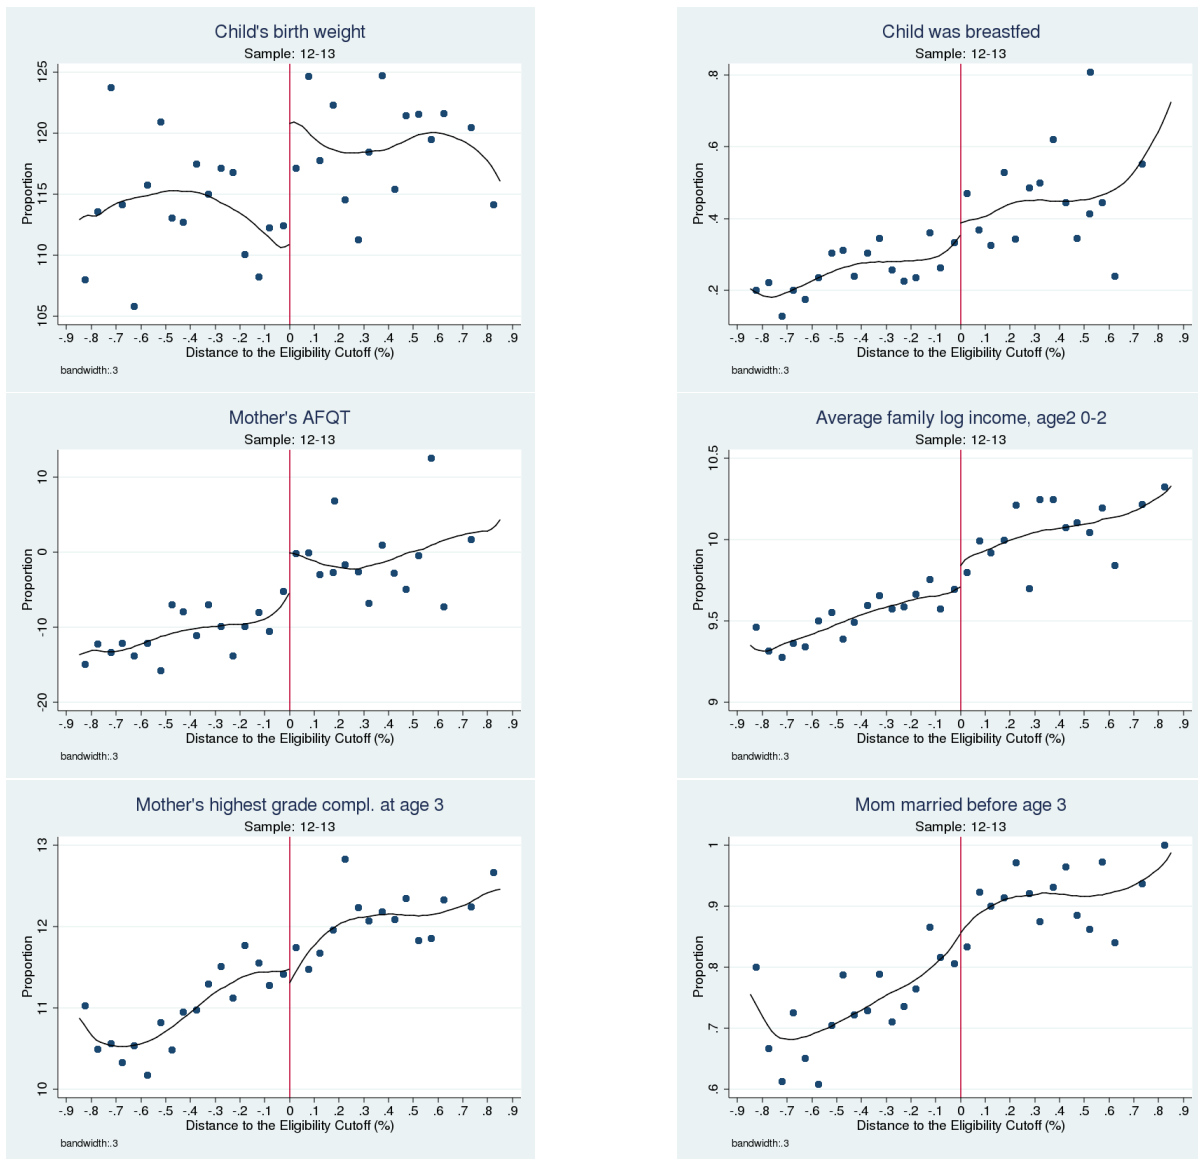 Child's birth weight
Sample: 12-13
Proportion
125
120
115
110
105
-.9 -.8 -.7 -.6 -.5 -.4 -.3 -.2 -.1 0 .1 .2 .3 .4 .5 .6 .7 .8 .9
Distance to the Eligibility Cutoff (%)
bandwidth:.3
Child was breastfed
Sample: 12-13
Proportion
.8
.6
.4
.2
-.9 -.8 -.7 -.6 -.5 -.4 -.3 -.2 -.1 0 .1 .2 .3 .4 .5 .6 .7 .8 .9
Distance to the Eligibility Cutoff (%)
bandwidth:.3
Mother's AFQT
Sample: 12-13
Proportion
10
0
-10
-20
-.9 -.8 -.7 -.6 -.5 -.4 -.3 -.2 -.1 0 .1 .2 .3 .4 .5 .6 .7 .8 .9
Distance to the Eligibility Cutoff (%)
bandwidth:.3
Average family log income, age2 0-2
Sample: 12-13
Proportion
10.5
10
9.5
9
-.9 -.8 -.7 -.6 -.5 -.4 -.3 -.2 -.1 0 .1 .2 .3 .4 .5 .6 .7 .8 .9
Distance to the Eligibility Cutoff (%)
bandwidth:.3
Mother's highest grade compl. at age 3
Sample: 12-13
Proportion
13
12
11
10
-.9 -.8 -.7 -.6 -.5 -.4 -.3 -.2 -.1 0 .1 .2 .3 .4 .5 .6 .7 .8 .9
Distance to the Eligibility Cutoff (%)
bandwidth:.3
Mom married before age 3
Sample: 12-13
Proportion
1
.9
.8
.7
.6
-.9 -.8 -.7 -.6 -.5 -.4 -.3 -.2 -.1 0 .1 .2 .3 .4 .5 .6 .7 .8 .9
Distance to the Eligibility Cutoff (%)
bandwidth:.3